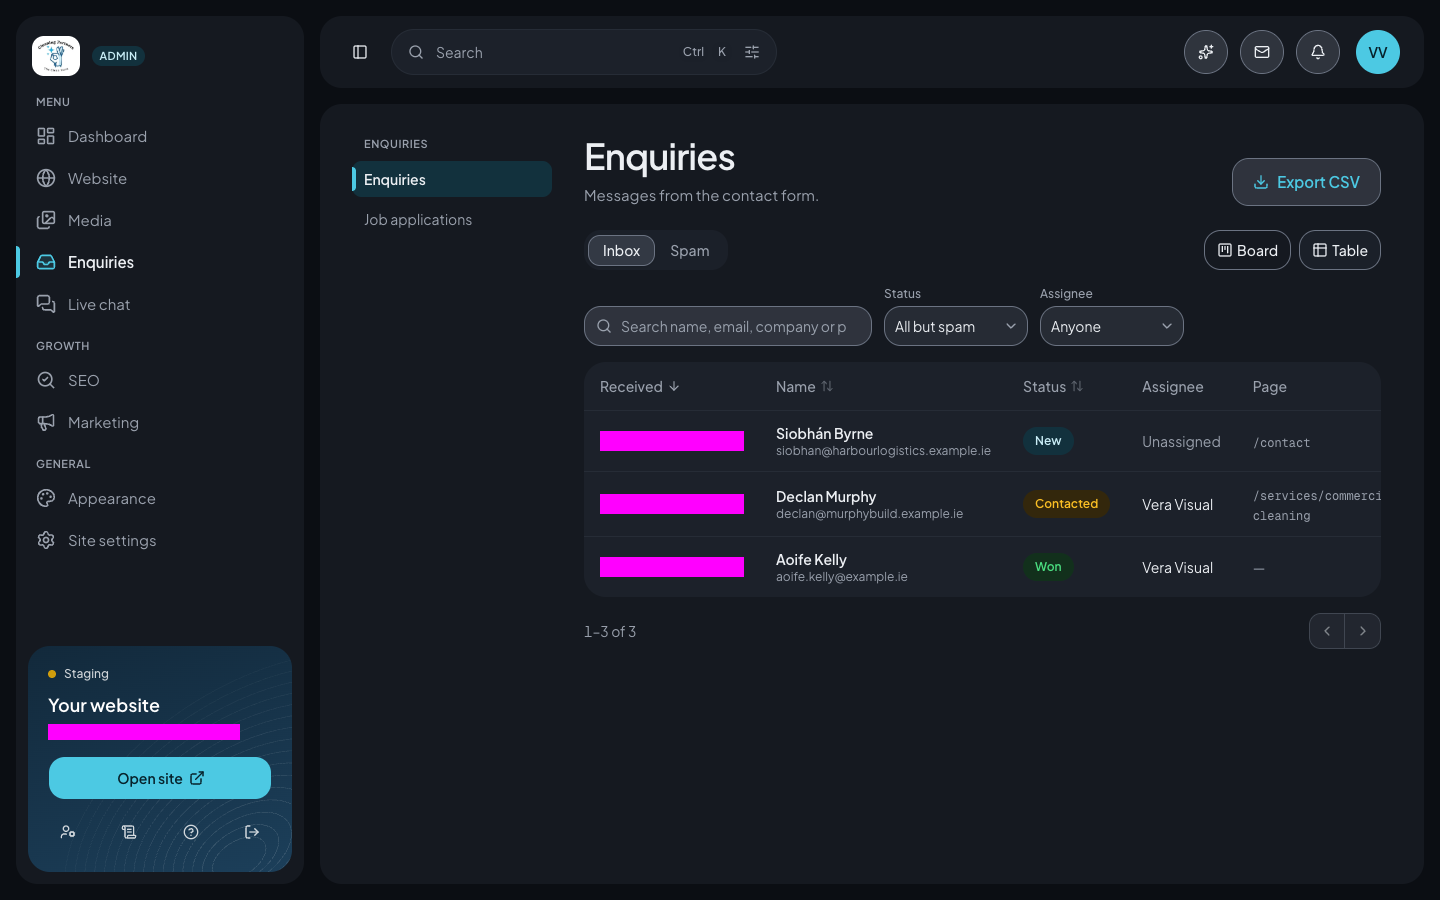 ADMIN
MENU
Dashboard
Website
Media
Enquiries
Live chat
GROWTH
SEO
Marketing
GENERAL
Appearance
Site settings
Staging
Your website
Open site
Search
Ctrl K
VV
ENQUIRIES
Enquiries
Job applications
Enquiries
Messages from the contact form.
Export CSV
Inbox
Spam
Board
Table
Status
Assignee
Search name, email, company or p
All but spam
Anyone
Received
Name
Status
Assignee
Page
Siobhán Byrne
siobhan@harbourlogistics.example.ie
New
Unassigned
/contact
Declan Murphy
declan@murphybuild.example.ie
Contacted
Vera Visual
/services/commerci
cleaning
Aoife Kelly
aoife.kelly@example.ie
Won
Vera Visual
—
1–3 of 3